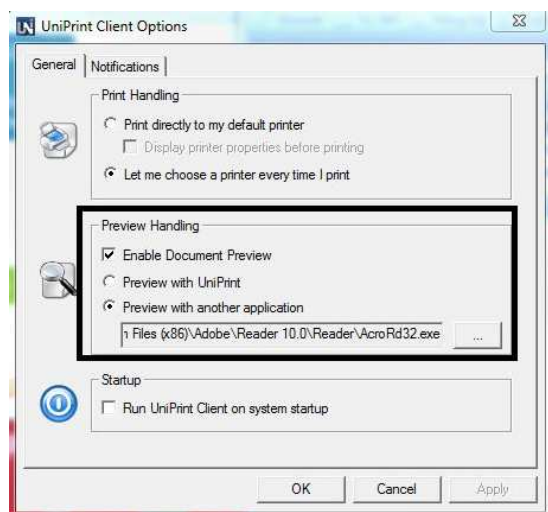 UniPrint Client Options
General
Notifications
Print Handling
Print directly to my default printer
Display printer properties before printing
Let me choose a printer every time I print
Preview Handling
Enable Document Preview
Preview with UniPrint
Preview with another application
Files (x86)\Adobe\Reader 10.0\Reader\AcroRd32.exe
...
Startup
Run UniPrint Client on system startup
OK
Cancel
Apply